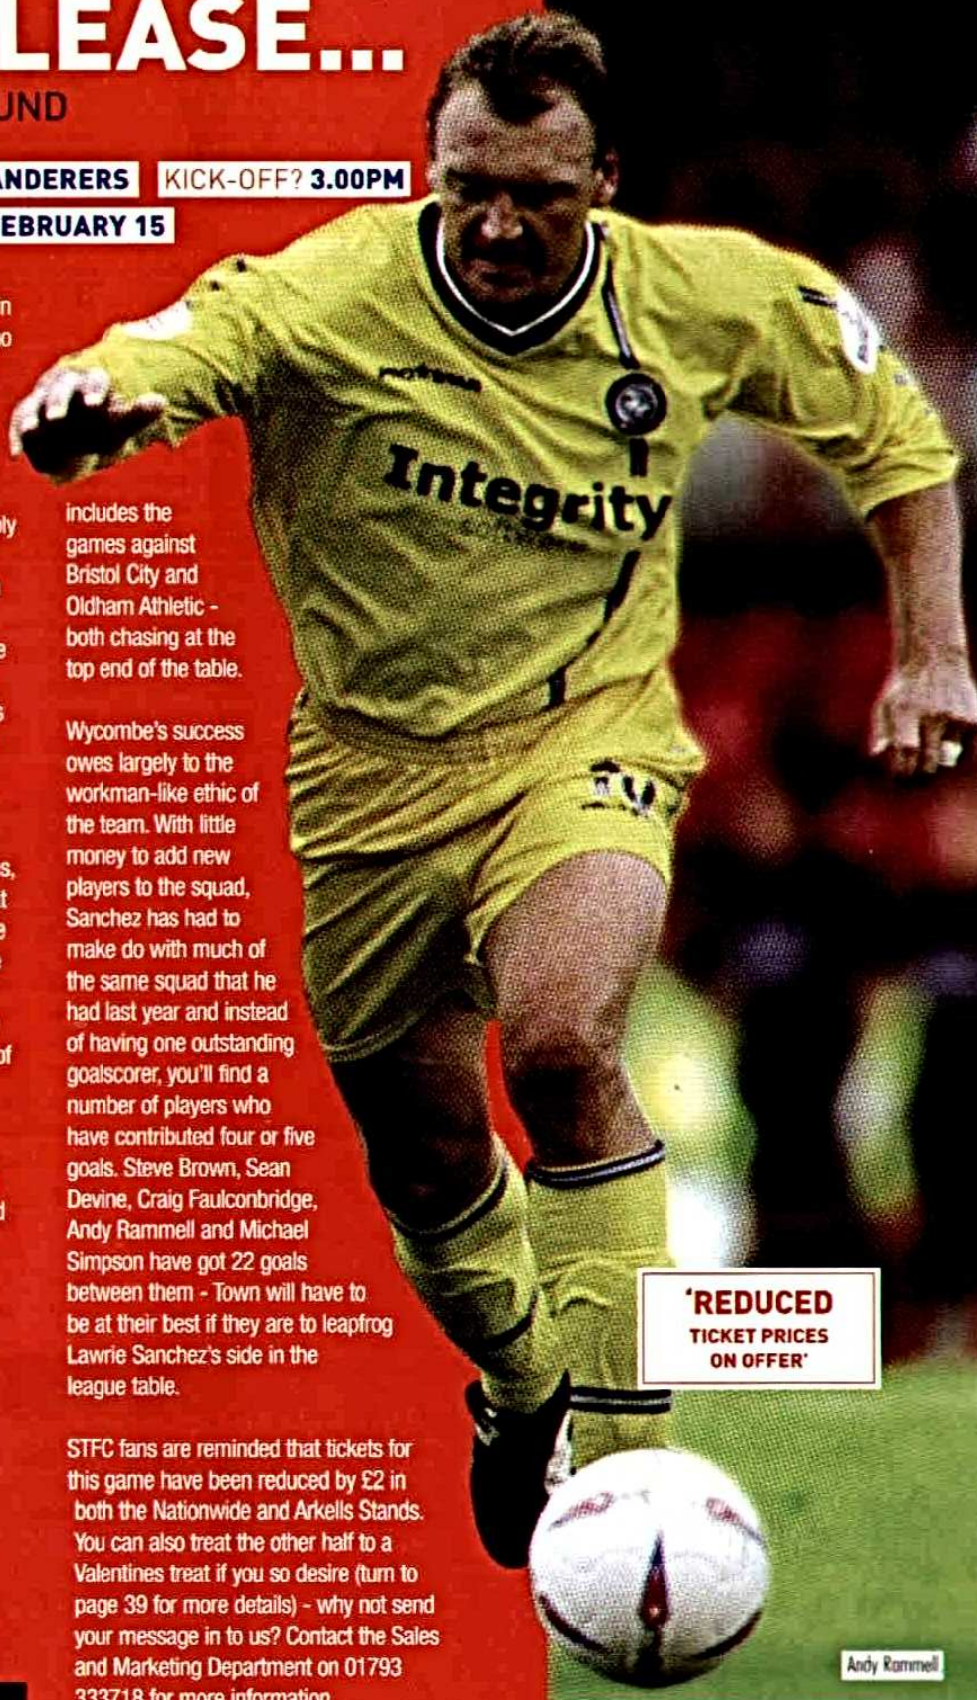 LEASE...
UND
ANDERERS KICK-OFF? 3.00PM
EBRUARY 15
Integrity
10
includes the
games against
Bristol City and
Oldham Athletic -
both chasing at the
top end of the table.
Wycombe's success
owes largely to the
workman-like ethic of
the team. With little
money to add new
players to the squad,
Sanchez has had to
make do with much of
the same squad that he
had last year and instead
of having one outstanding
goalscorer, you'll find a
number of players who
have contributed four or five
goals. Steve Brown, Sean
Devine, Craig Faulconbridge,
Andy Rammell and Michael
Simpson have got 22 goals
between them - Town will have to
be at their best if they are to leapfrog
Lawrie Sanchez's side in the
league table.
STFC fans are reminded that tickets for
this game have been reduced by £2 in
both the Nationwide and Arkells Stands.
You can also treat the other half to a
Valentines treat if you so desire (turn to
page 39 for more details) - why not send
your message in to us? Contact the Sales
and Marketing Department on 01793
333718 for more information
'REDUCED
TICKET PRICES
ON OFFER'
Andy Rammell